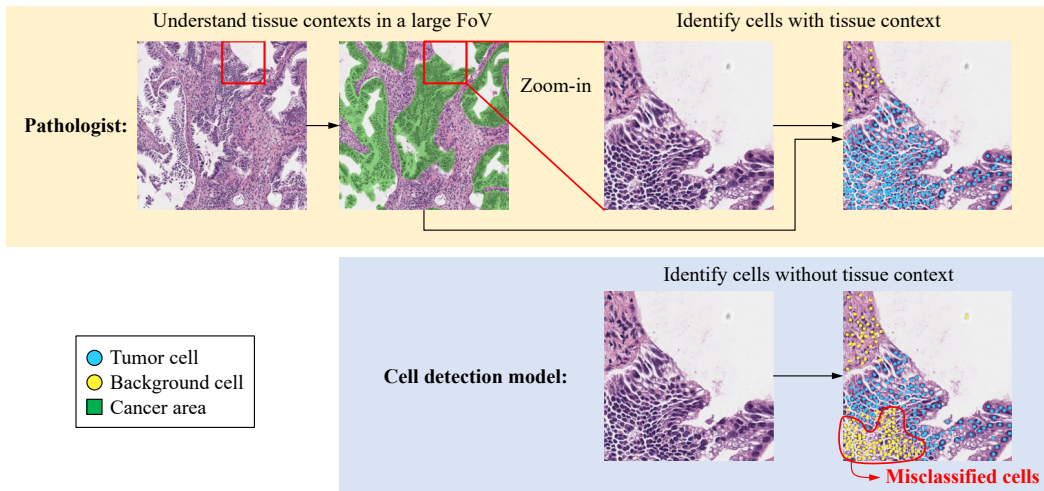 Understand tissue contexts in a large FoV
Identify cells with tissue context
Zoom-in
Pathologist:
Identify cells without tissue context
Tumor cell
Background cell
Cancer area
Cell detection model:
Misclassified cells